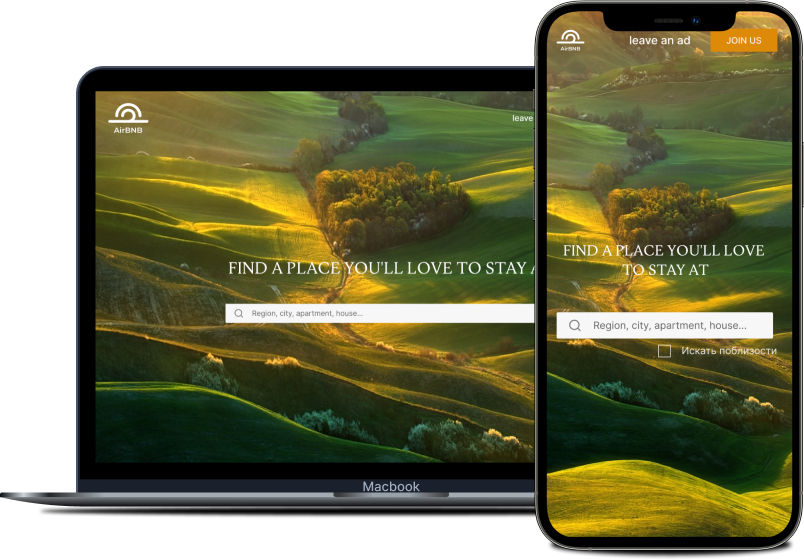 AirBNB
leave
FIND A PLACE YOU'LL LOVE TO STAY
Region, city, apartment, house...
Macbook
AirBNB
leave an ad
JOIN US
FIND A PLACE YOU'LL LOVE
TO STAY AT
Region, city, apartment, house...
Искать поблизости